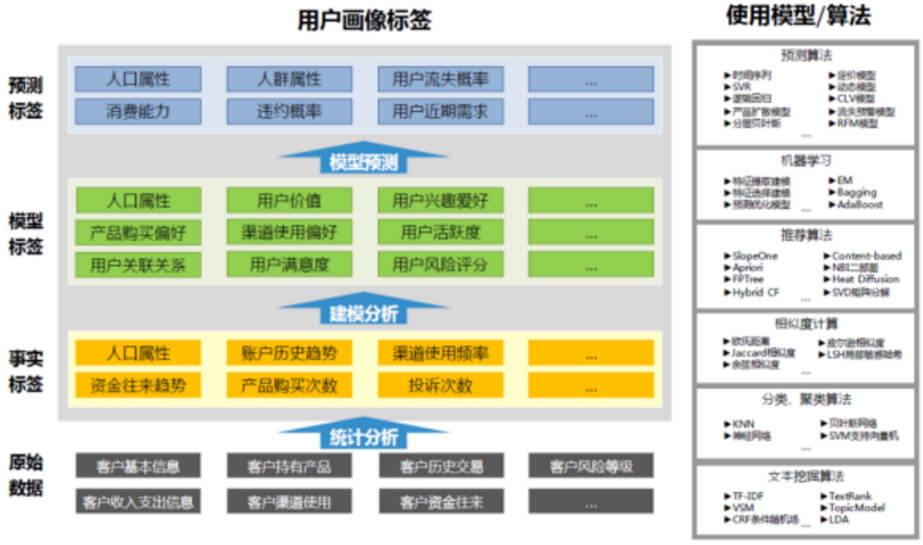 用户画像标签
使用模型/算法
预测
标签
人口属性
人群属性
用户流失概率
...
消费能力
违约概率
用户近期需求
...
模型预测
模型
标签
人口属性
用户价值
用户兴趣爱好
...
产品购买偏好
渠道使用偏好
用户活跃度
...
用户关联关系
用户满意度
用户风险评分
...
建模分析
事实
标签
人口属性
账户历史趋势
渠道使用频率
...
资金往来趋势
产品购买次数
投诉次数
...
统计分析
原始
数据
客户基本信息
客户持有产品
客户历史交易
客户风险等级
客户收入支出信息
客户渠道使用
客户资金往来
...
预测算法
▶时间序列
▶定价模型
▶SVR
▶动态模型
▶逻辑回归
▶CLV模型
▶产品扩散模型
▶流失预警模型
▶分层贝叶斯
▶RFM模型
...
机器学习
▶特征提取建模
▶EM
▶特征选择建模
▶Bagging
▶预测优化模型
▶AdaBoost
...
推荐算法
▶SlopeOne
▶Content-based
▶Apriori
▶NBI二部图
▶FPTree
▶Heat Diffusion
▶Hybrid CF
▶SVD矩阵分解
...
相似度计算
▶欧氏距离
▶皮尔逊相似度
▶Jaccard相似度
▶LSH局部敏感哈希
▶余弦相似度
...
分类、聚类算法
▶KNN
▶贝叶斯网络
▶神经网络
▶SVM支持向量机
...
文本挖掘算法
▶TF-IDF
▶TextRank
▶VSM
▶TopicModel
▶CRF条件随机场
▶LDA
...